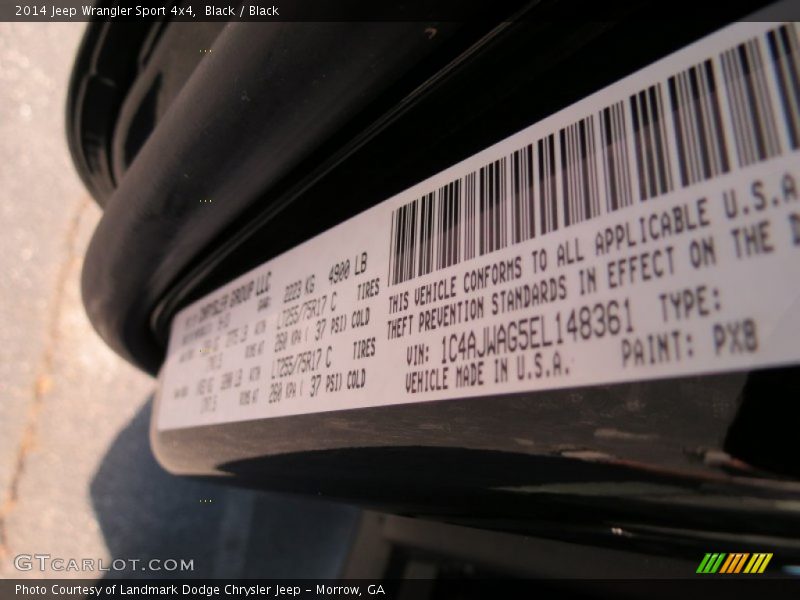 2014 Jeep Wrangler Sport 4x4, Black / Black
CHRYSLER GROUP LLC
2223 KG 4900 LB
LT255/75R17 C TIRES
260 KPA ( 37 PSI) COLD
LT255/75R17 C TIRES
260 KPA ( 37 PSI) COLD
THIS VEHICLE CONFORMS TO ALL APPLICABLE U.S.A.
THEFT PREVENTION STANDARDS IN EFFECT ON THE
VIN: 1C4AJWAG5EL148361 TYPE:
VEHICLE MADE IN U.S.A. PAINT: PX8
GTCARLOT.COM
Photo Courtesy of Landmark Dodge Chrysler Jeep – Morrow, GA